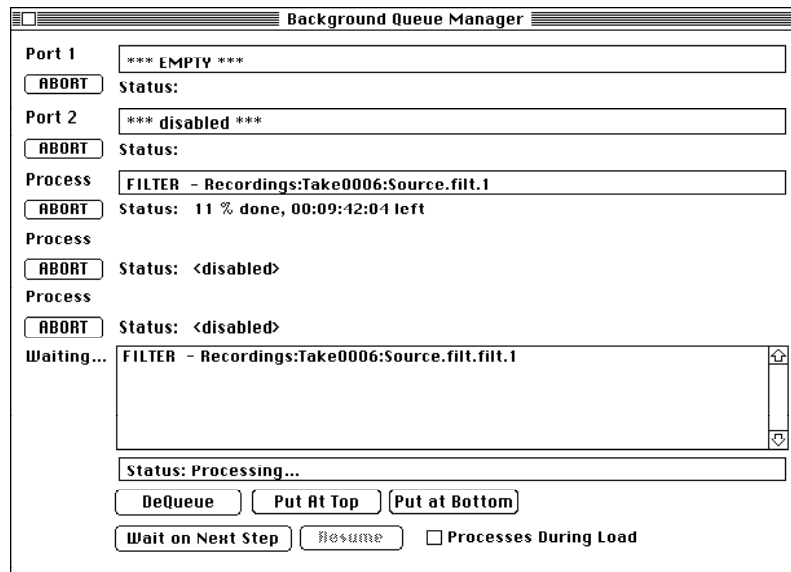 Background Queue Manager
Port 1
*** EMPTY ***
ABORT
Status:
Port 2
*** disabled ***
ABORT
Status:
Process
FILTER - Recordings:Take0006:Source.filt.1
ABORT
Status: 11 % done, 00:09:42:04 left
Process
ABORT
Status: <disabled>
Process
ABORT
Status: <disabled>
Waiting...
FILTER - Recordings:Take0006:Source.filt.filt.1
Status: Processing...
DeQueue
Put At Top
Put at Bottom
Wait on Next Step
Resume
Processes During Load